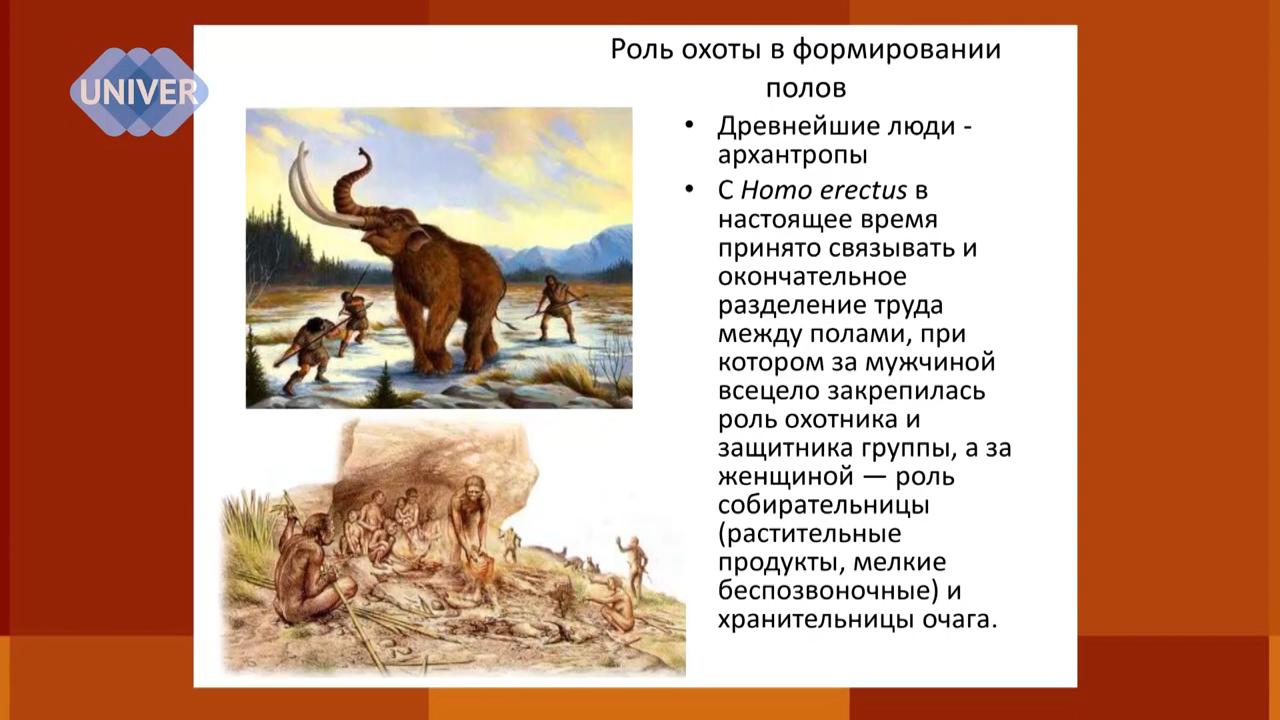 UNIVER
Роль охоты в формировании
полов
• Древнейшие люди -
архантропы
• С Homo erectus в
настоящее время
принято связывать и
окончательное
разделение труда
между полами, при
котором за мужчиной
всецело закрепилась
роль охотника и
защитника группы, а за
женщиной — роль
собирательницы
(растительные
продукты, мелкие
беспозвоночные) и
хранительницы очага.